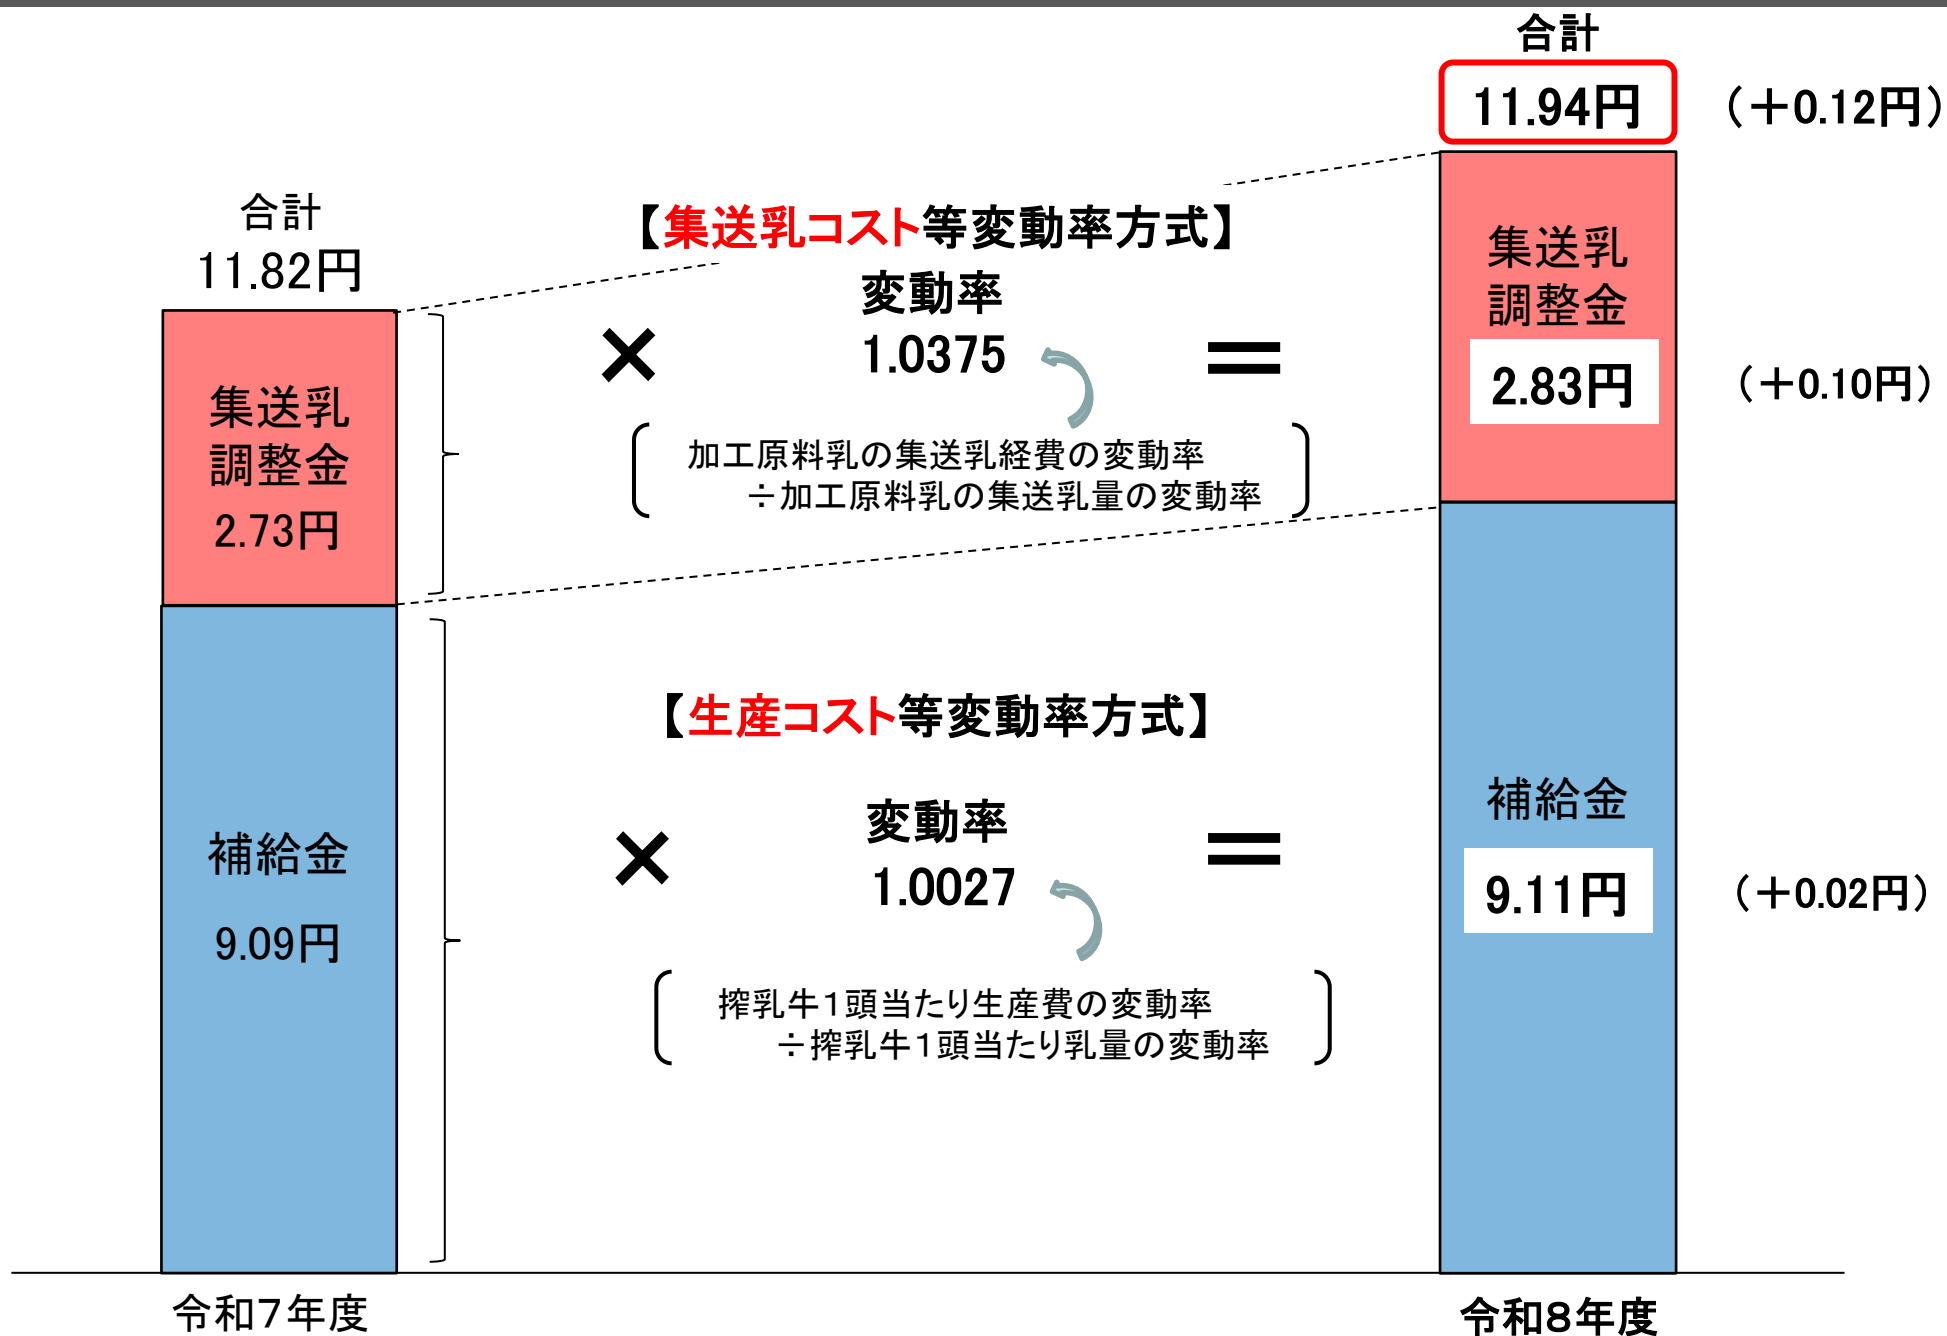 合計
11.82円
集送乳
調整金
2.73円
補給金
9.09円
令和7年度
【集送乳コスト等変動率方式】
変動率
×
1.0375
＝
加工原料乳の集送乳経費の変動率
÷加工原料乳の集送乳量の変動率
【生産コスト等変動率方式】
変動率
×
1.0027
＝
搾乳牛1頭当たり生産費の変動率
÷搾乳牛1頭当たり乳量の変動率
合計
11.94円
（＋0.12円）
集送乳
調整金
2.83円
（＋0.10円）
補給金
9.11円
（＋0.02円）
令和8年度